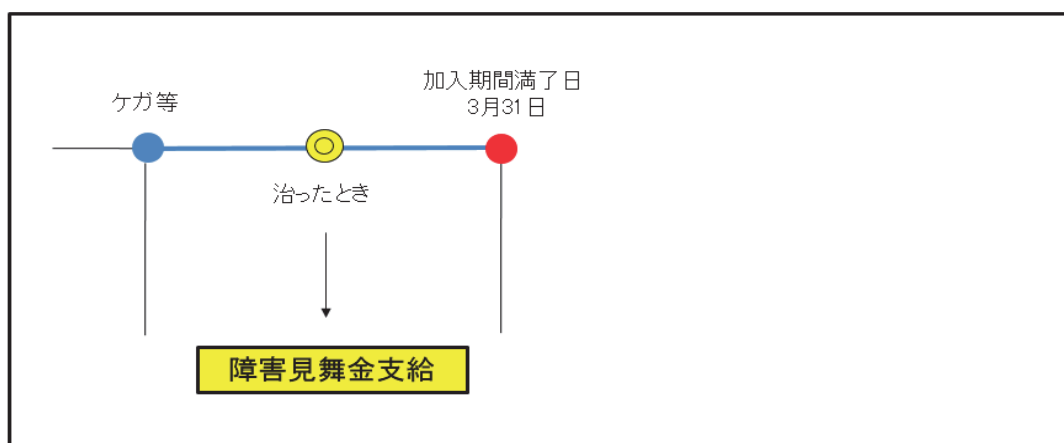 ケガ等
加入期間満了日
3月31日
治ったとき
障害見舞金支給